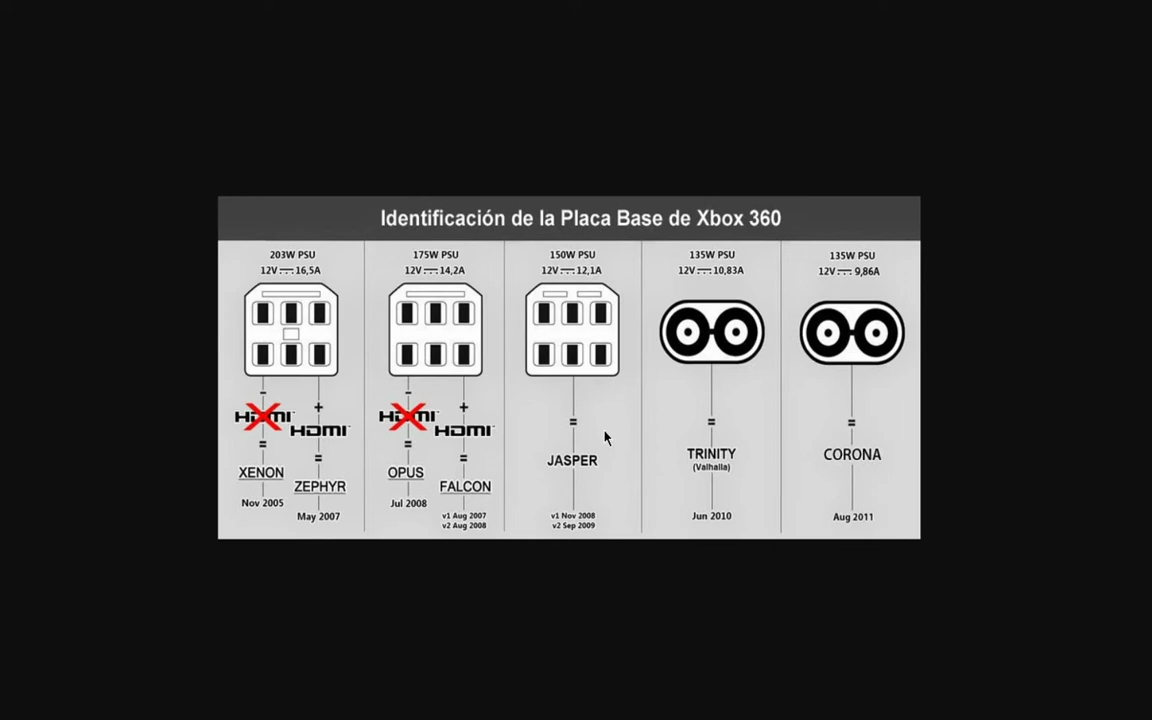 Identificación de la Placa Base de Xbox 360
203W PSU
12V 16,5A
- +
HDMI
HDMI
= =
XENON
ZEPHYR
Nov 2005
May 2007
175W PSU
12V 14,2A
- +
HDMI
HDMI
= =
OPUS
FALCON
Jul 2008
v1 Aug 2007
v2 Aug 2008
150W PSU
12V 12,1A
=
JASPER
v1 Nov 2008
v2 Sep 2009
135W PSU
12V 10,83A
=
TRINITY
(Valhalla)
Jun 2010
135W PSU
12V 9,86A
=
CORONA
Aug 2011